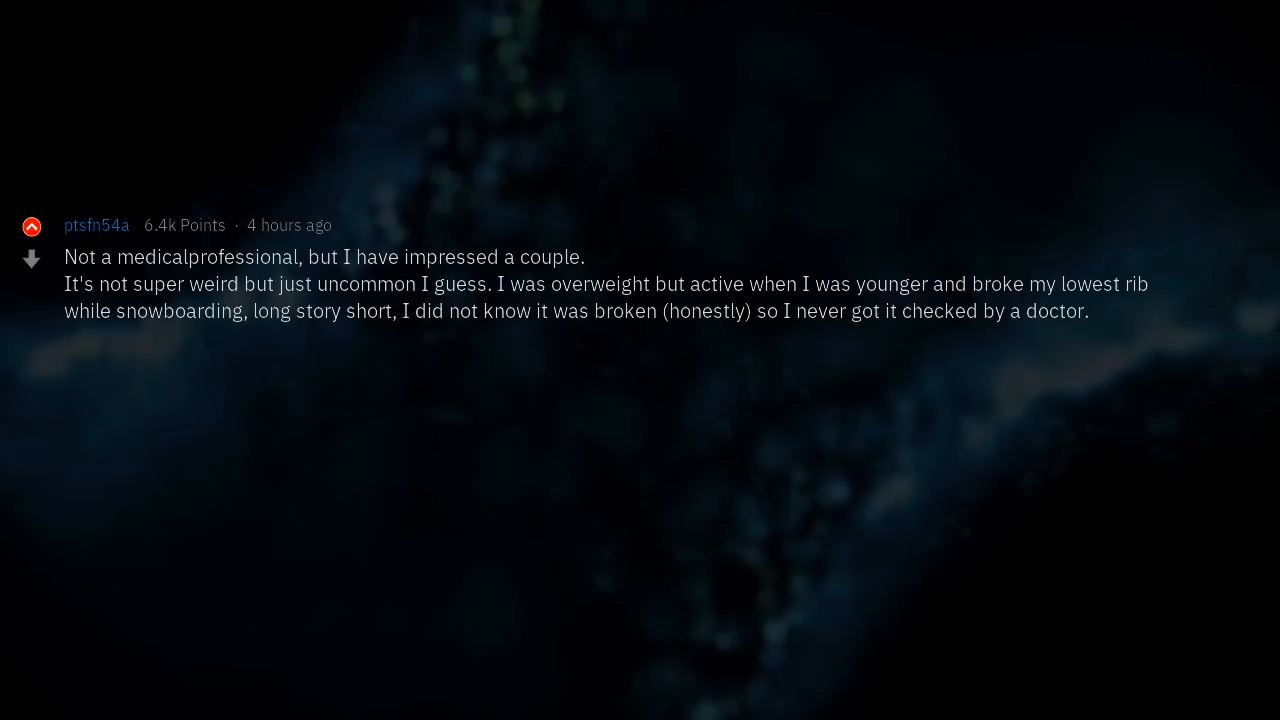 ptsfn54a 6.4k Points · 4 hours ago
Not a medicalprofessional, but I have impressed a couple.
It's not super weird but just uncommon I guess. I was overweight but active when I was younger and broke my lowest rib
while snowboarding, long story short, I did not know it was broken (honestly) so I never got it checked by a doctor.